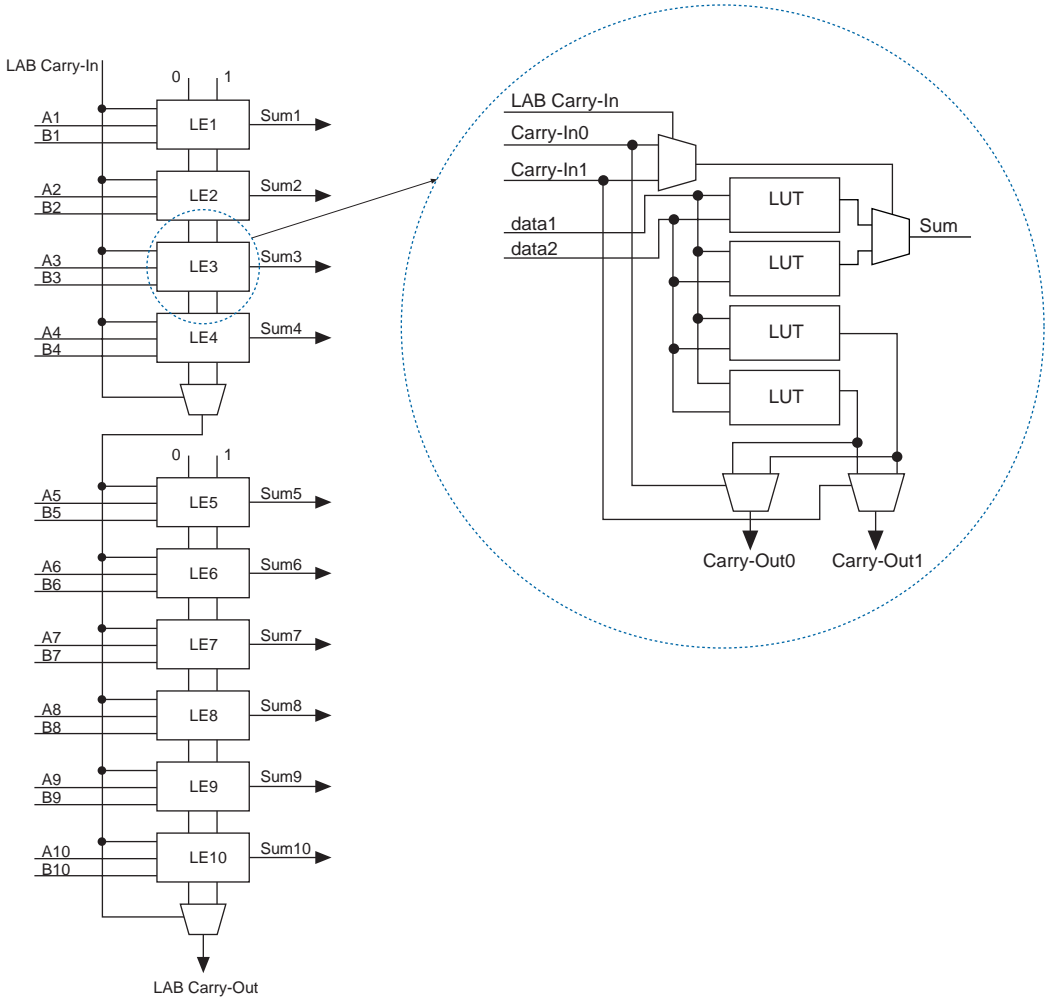 LAB Carry-In
0 1
A1
B1
LE1
Sum1
A2
B2
LE2
Sum2
A3
B3
LE3
Sum3
A4
B4
LE4
Sum4
0 1
A5
B5
LE5
Sum5
A6
B6
LE6
Sum6
A7
B7
LE7
Sum7
A8
B8
LE8
Sum8
A9
B9
LE9
Sum9
A10
B10
LE10
Sum10
LAB Carry-Out
LAB Carry-In
Carry-In0
Carry-In1
data1
data2
LUT
LUT
LUT
LUT
Sum
Carry-Out0
Carry-Out1